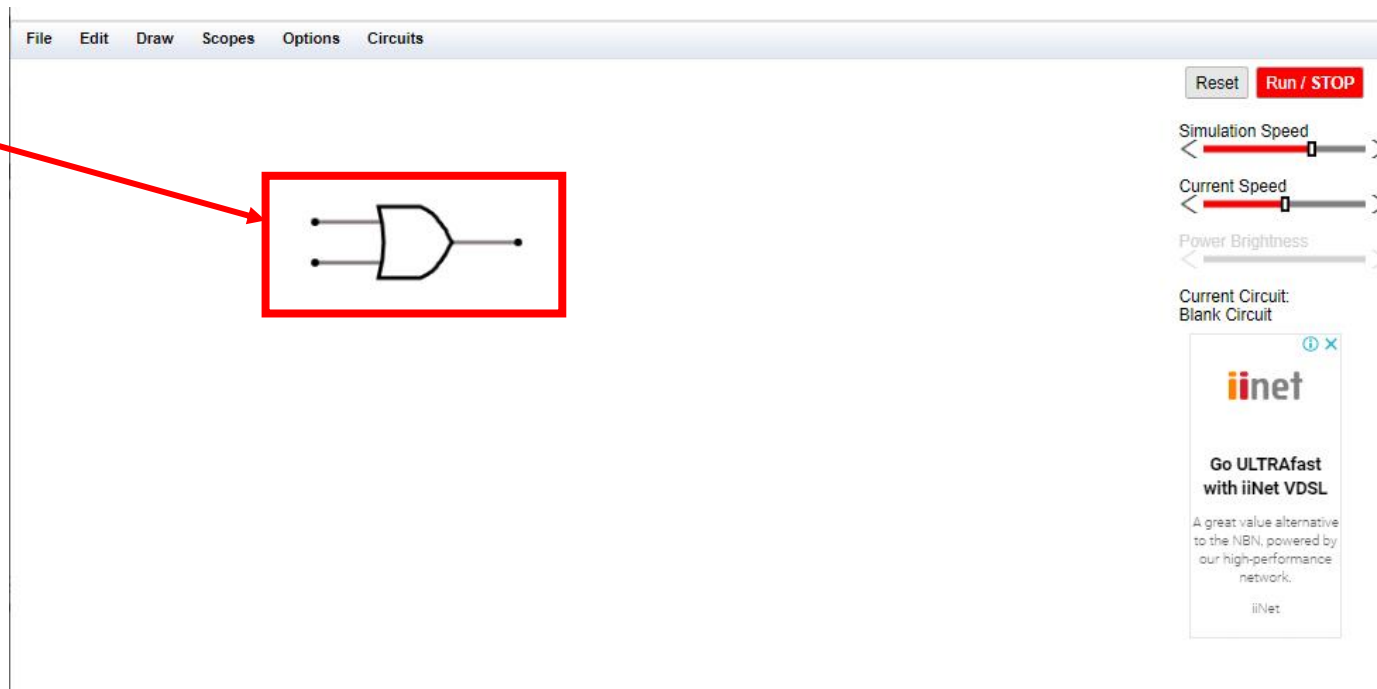 File Edit Draw Scopes Options Circuits
Reset Run / STOP
Simulation Speed
Current Speed
Power Brightness
Current Circuit:
Blank Circuit
iinet
Go ULTRAfast
with iiNet VDSL
A great value alternative
to the NBN, powered by
our high-performance
network.
iiNet